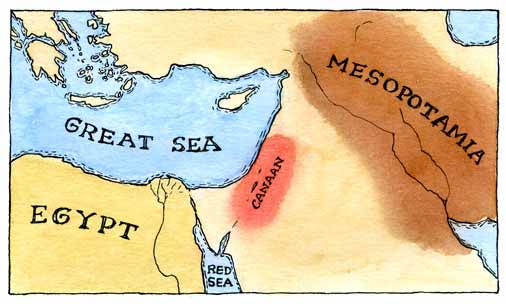 MESOPOTAMIA
GREAT SEA
CANAAN
EGYPT
RED
SEA